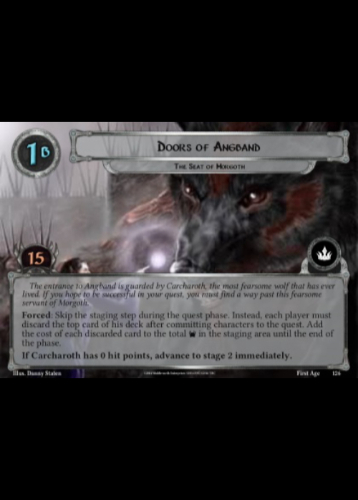 1B
DOORS OF ANGBAND
THE SEAT OF MORGOTH
15
The entrance to Angband is guarded by Carcharoth, the most fearsome wolf that has ever
lived. If you hope to be successful in your quest, you must find a way past this fearsome
servant of Morgoth.
Forced: Skip the staging step during the quest phase. Instead, each player must
discard the top card of his deck after committing characters to the quest. Add
the cost of each discarded card to the total in the staging area until the end of
the phase.
If Carcharoth has 0 hit points, advance to stage 2 immediately.
Illus. Danny Staten
First Age